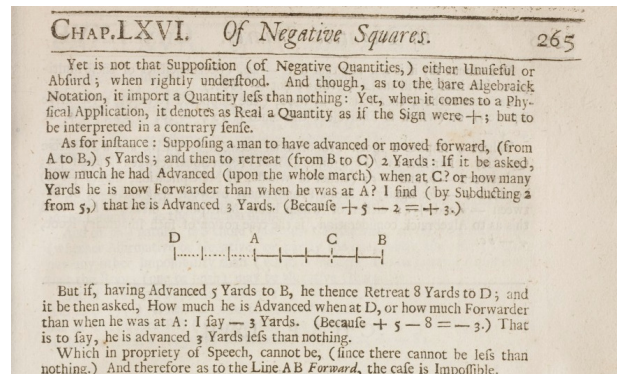 CHAP.LXVI. Of Negative Squares. 265
Yet is not that Suppoſition (of Negative Quantities,) either Unuſeful or
Abſurd; when rightly underſtood. And though, as to the bare Algebraick
Notation, it import a Quantity leſs than nothing: Yet, when it comes to a Phy-
ſical Application, it denotes as Real a Quantity as if the Sign were +; but to
be interpreted in a contrary ſenſe.
As for inſtance: Suppoſing a man to have advanced or moved forward, (from
A to B,) 5 Yards; and then to retreat (from B to C) 2 Yards: If it be asked,
how much he had Advanced (upon the whole march) when at C? or how many
Yards he is now Forwarder than when he was at A? I find (by Subducting 2
from 5,) that he is Advanced 3 Yards. (Becauſe + 5 — 2 = + 3.)
D A C B
But if, having Advanced 5 Yards to B, he thence Retreat 8 Yards to D; and
it be then asked, How much he is Advanced when at D, or how much Forwarder
than when he was at A: I ſay — 3 Yards. (Becauſe + 5 — 8 = — 3.) That
is to ſay, he is advanced 3 Yards leſs than nothing.
Which in propriety of Speech, cannot be, (ſince there cannot be leſs than
nothing.) And therefore as to the Line A B Forward, the caſe is Impoſſible.